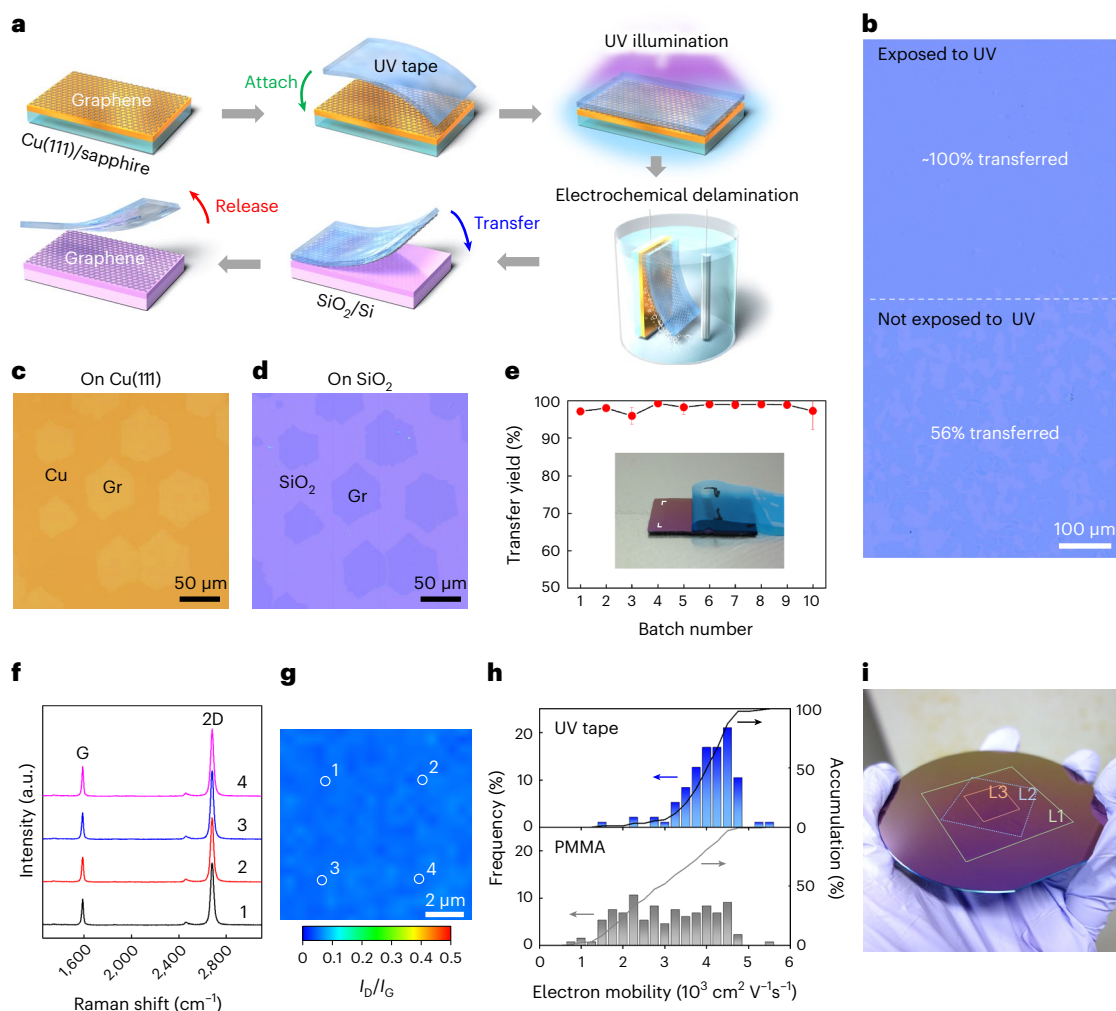 a
Graphene
Cu(111)/sapphire
Attach
UV tape
UV illumination
Electrochemical delamination
Transfer
SiO₂/Si
Release
Graphene
b
Exposed to UV
~100% transferred
Not exposed to UV
56% transferred
100 µm
c
On Cu(111)
Cu
Gr
50 µm
d
On SiO₂
SiO₂
Gr
50 µm
e
100
90
80
70
60
50
Transfer yield (%)
1 2 3 4 5 6 7 8 9 10
Batch number
f
Intensity (a.u.)
G
2D
4
3
2
1
1,600 2,000 2,400 2,800
Raman shift (cm⁻¹)
g
1
2
3
4
2 µm
0 0.1 0.2 0.3 0.4 0.5
I_D/I_G
h
UV tape
PMMA
Frequency (%)
20
10
0
20
10
0
100
50
0
50
0
Accumulation (%)
0 1 2 3 4 5 6
Electron mobility (10³ cm² V⁻¹s⁻¹)
i
L3
L2
L1